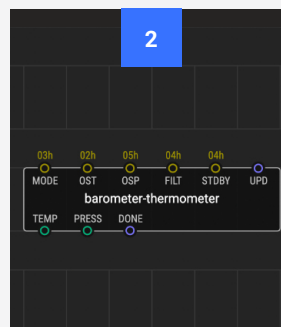 2
03h 02h 05h 04h 04h
MODE OST OSP FILT STDBY UPD
barometer-thermometer
TEMP PRESS DONE